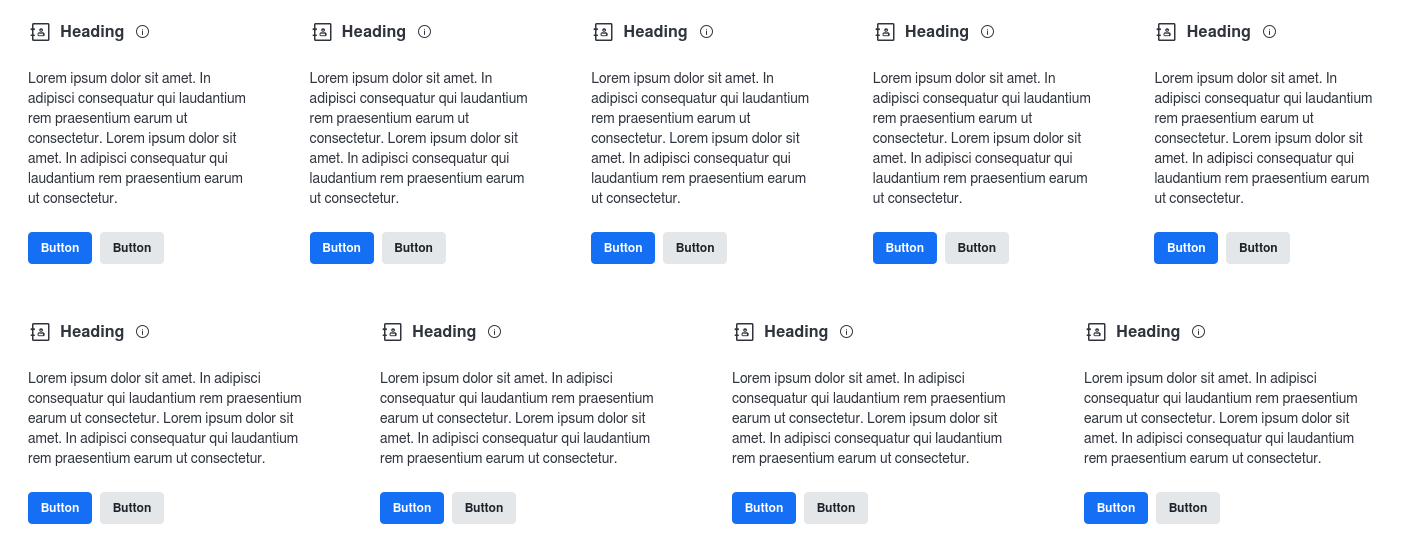 Heading
Lorem ipsum dolor sit amet. In
adipisci consequatur qui laudantium
rem praesentium earum ut
consectetur. Lorem ipsum dolor sit
amet. In adipisci consequatur qui
laudantium rem praesentium earum
ut consectetur.
Button Button
Heading
Lorem ipsum dolor sit amet. In
adipisci consequatur qui laudantium
rem praesentium earum ut
consectetur. Lorem ipsum dolor sit
amet. In adipisci consequatur qui
laudantium rem praesentium earum
ut consectetur.
Button Button
Heading
Lorem ipsum dolor sit amet. In
adipisci consequatur qui laudantium
rem praesentium earum ut
consectetur. Lorem ipsum dolor sit
amet. In adipisci consequatur qui
laudantium rem praesentium earum
ut consectetur.
Button Button
Heading
Lorem ipsum dolor sit amet. In
adipisci consequatur qui laudantium
rem praesentium earum ut
consectetur. Lorem ipsum dolor sit
amet. In adipisci consequatur qui
laudantium rem praesentium earum
ut consectetur.
Button Button
Heading
Lorem ipsum dolor sit amet. In
adipisci consequatur qui laudantium
rem praesentium earum ut
consectetur. Lorem ipsum dolor sit
amet. In adipisci consequatur qui
laudantium rem praesentium earum
ut consectetur.
Button Button
Heading
Lorem ipsum dolor sit amet. In adipisci
consequatur qui laudantium rem praesentium
earum ut consectetur. Lorem ipsum dolor sit
amet. In adipisci consequatur qui laudantium
rem praesentium earum ut consectetur.
Button Button
Heading
Lorem ipsum dolor sit amet. In adipisci
consequatur qui laudantium rem praesentium
earum ut consectetur. Lorem ipsum dolor sit
amet. In adipisci consequatur qui laudantium
rem praesentium earum ut consectetur.
Button Button
Heading
Lorem ipsum dolor sit amet. In adipisci
consequatur qui laudantium rem praesentium
earum ut consectetur. Lorem ipsum dolor sit
amet. In adipisci consequatur qui laudantium
rem praesentium earum ut consectetur.
Button Button
Heading
Lorem ipsum dolor sit amet. In adipisci
consequatur qui laudantium rem praesentium
earum ut consectetur. Lorem ipsum dolor sit
amet. In adipisci consequatur qui laudantium
rem praesentium earum ut consectetur.
Button Button